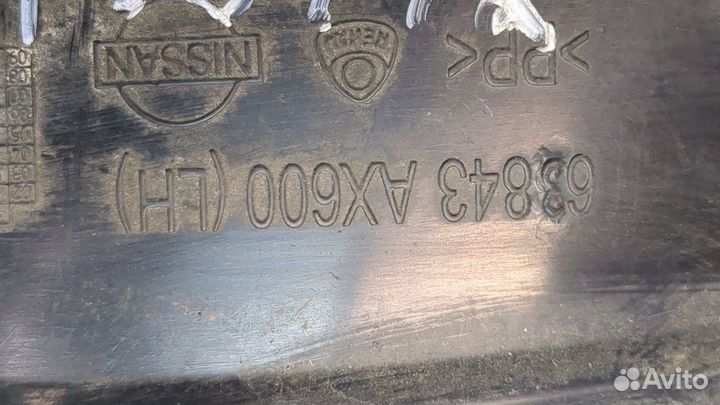 63843 AX600 (LH)
>PP<
NISSAN
Avito